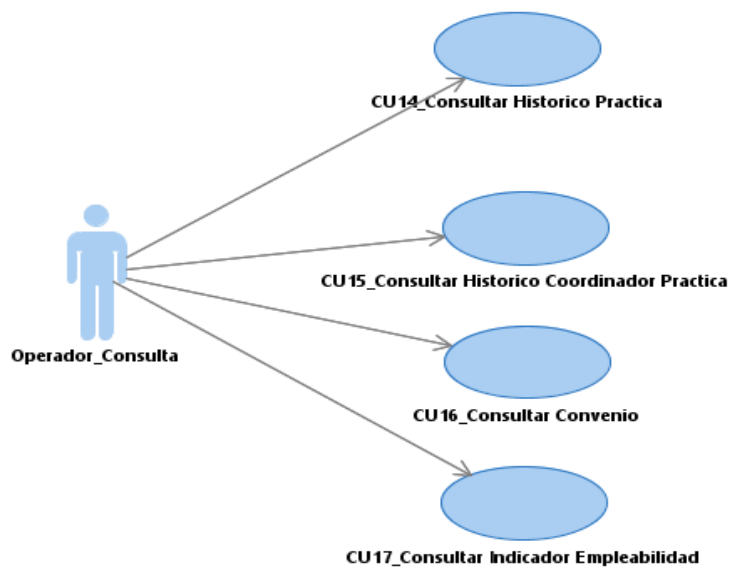 CU14_Consultar Historico Practica
CU15_Consultar Historico Coordinador Practica
Operador_Consulta
CU16_Consultar Convenio
CU17_Consultar Indicador Empleabilidad